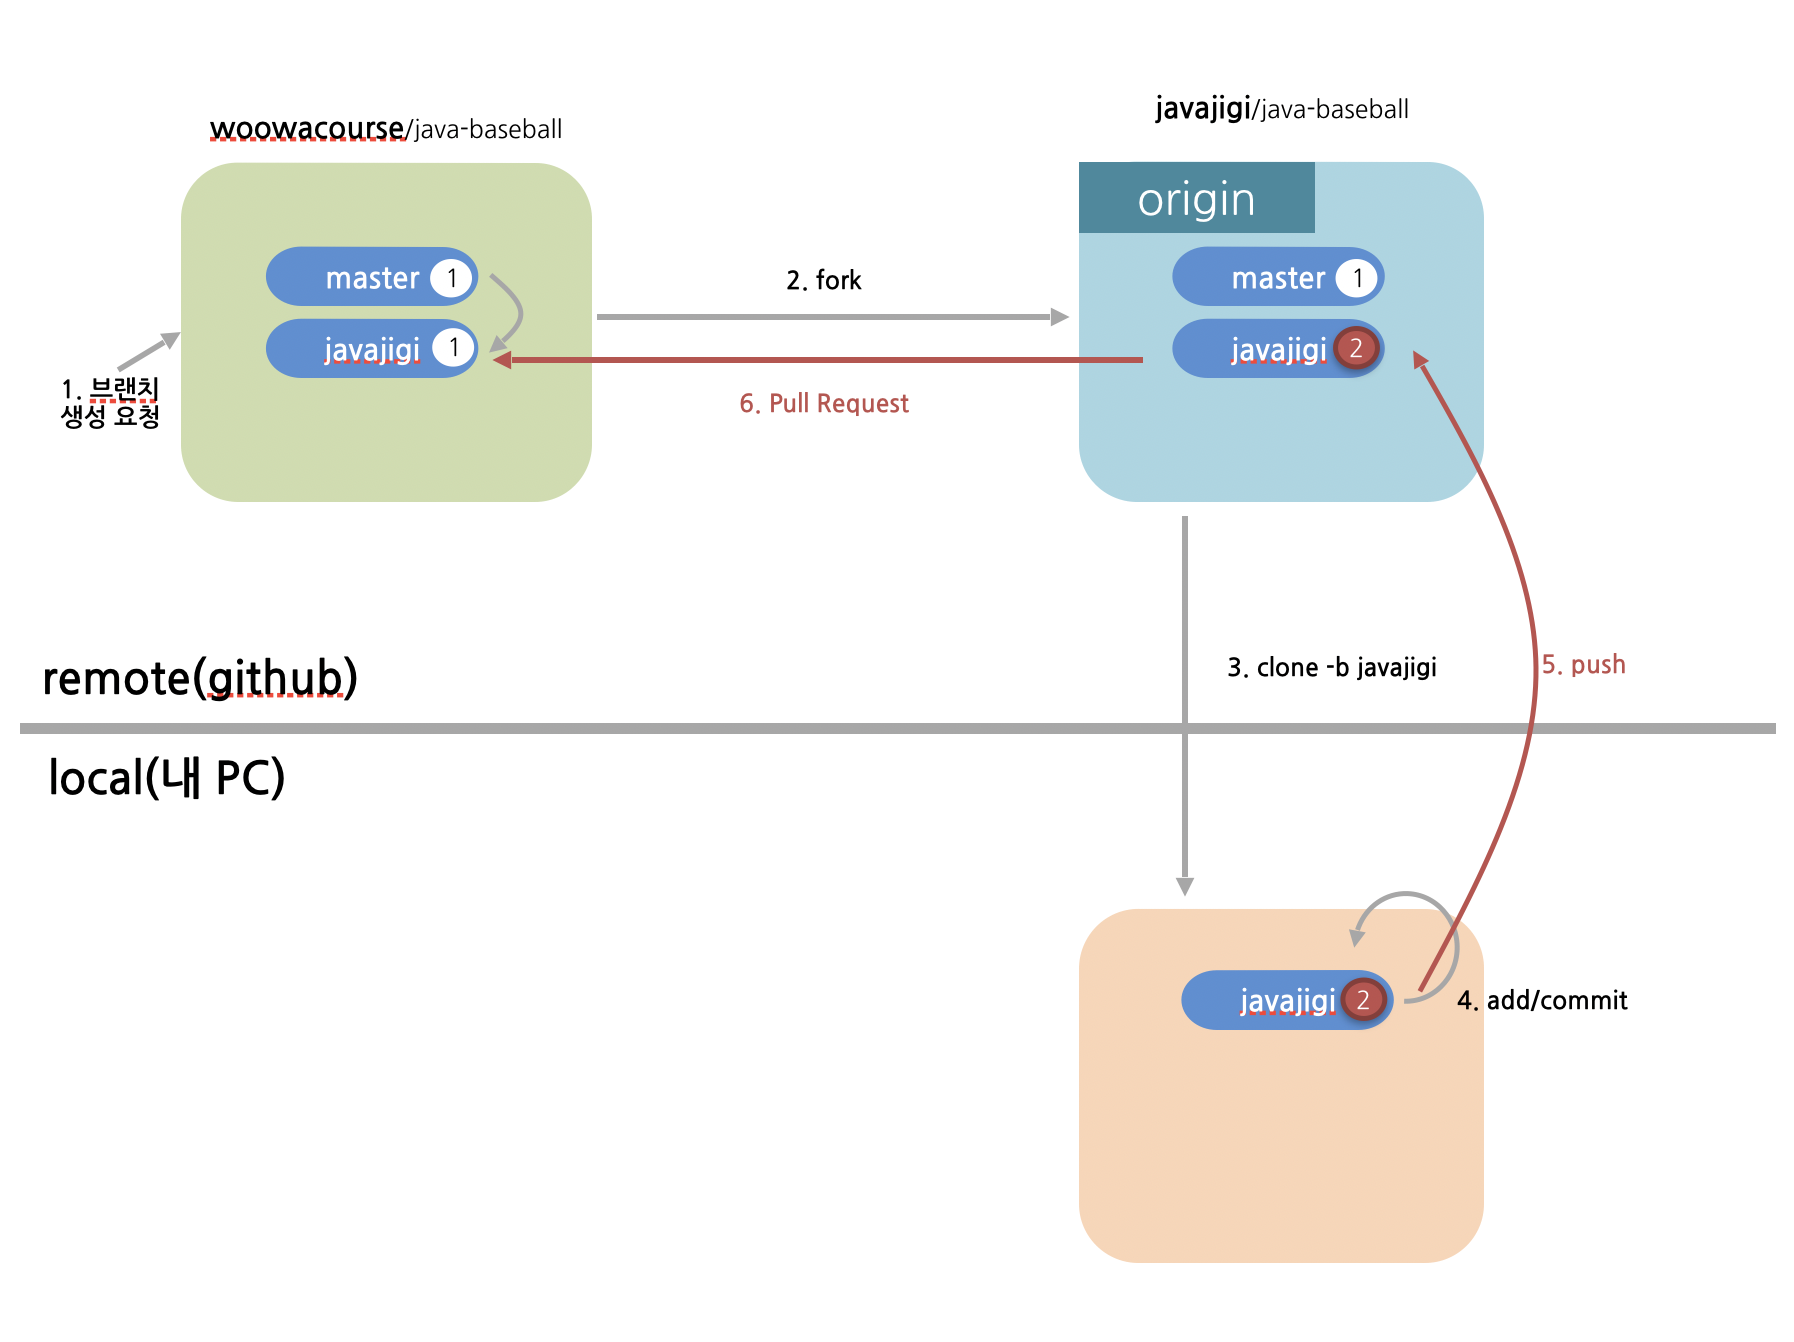 woowacourse/java-baseball
javajigi/java-baseball
origin
master 1
javajigi 1
master 1
javajigi 2
2. fork
6. Pull Request
1. 브랜치
생성 요청
remote(github)
3. clone -b javajigi
5. push
local(내 PC)
javajigi 2
4. add/commit